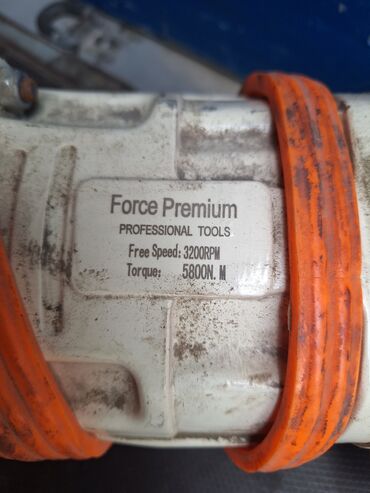 Force Premium
PROFESSIONAL TOOLS
Free Speed: 3200RPM
Torque: 5800N.M